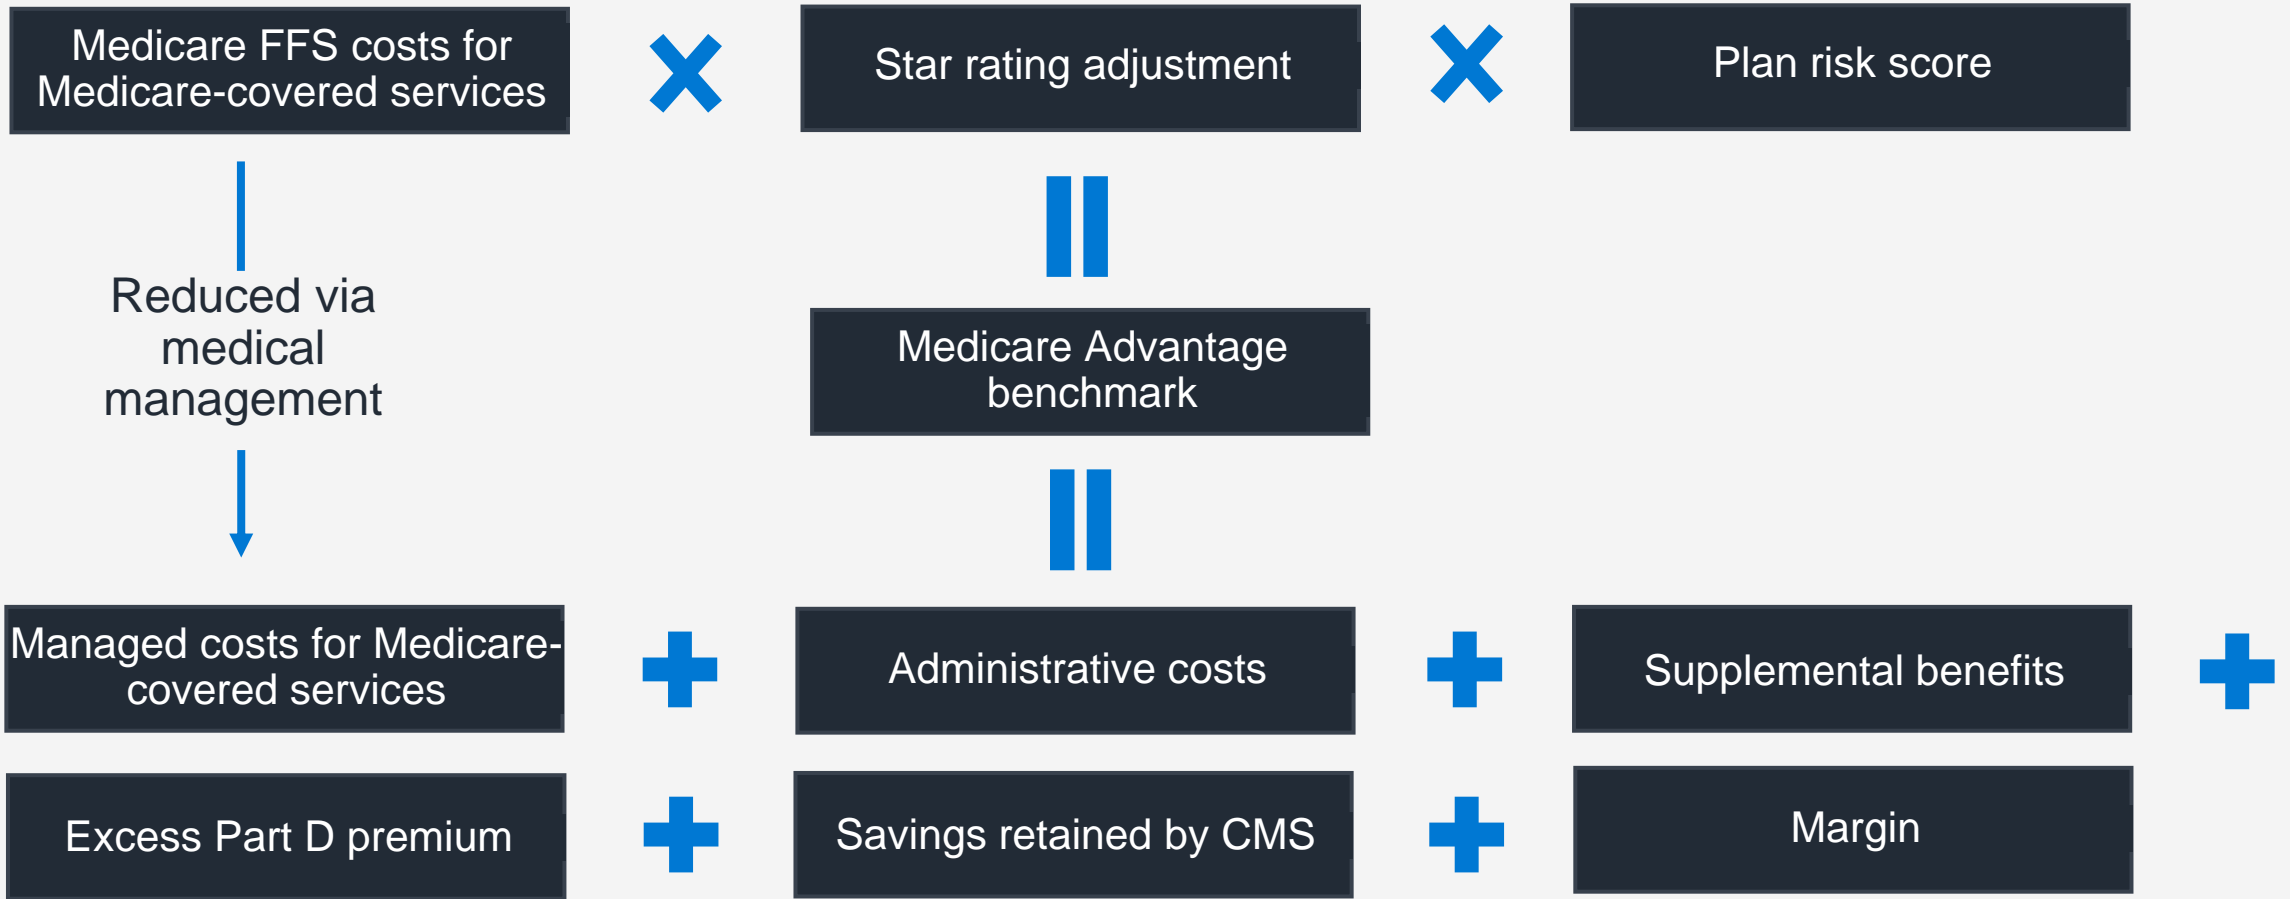 Medicare FFS costs for
Medicare-covered services
Star rating adjustment
Plan risk score
Reduced via
medical
management
Medicare Advantage
benchmark
Managed costs for Medicare-
covered services
Administrative costs
Supplemental benefits
Excess Part D premium
Savings retained by CMS
Margin